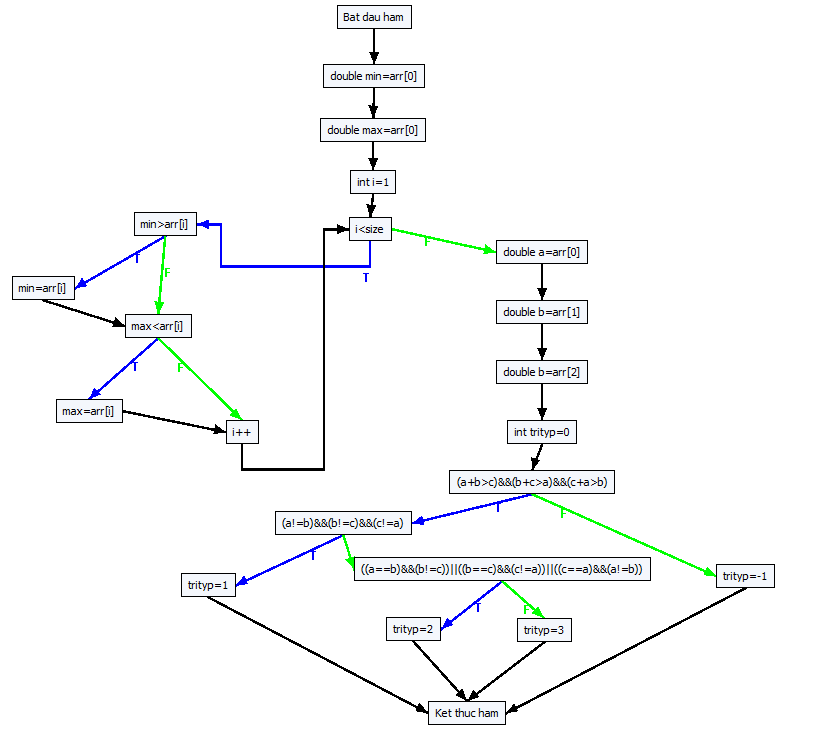 Bat dau ham
double min=arr[0]
double max=arr[0]
int i=1
i<size
F
T
min>arr[i]
T
F
min=arr[i]
max<arr[i]
T
F
max=arr[i]
i++
double a=arr[0]
double b=arr[1]
double b=arr[2]
int trityp=0
(a+b>c)&&(b+c>a)&&(c+a>b)
T
F
(a!=b)&&(b!=c)&&(c!=a)
T
((a==b)&&(b!=c))||((b==c)&&(c!=a))||((c==a)&&(a!=b))
trityp=1
trityp=-1
T
F
trityp=2
trityp=3
Ket thuc ham